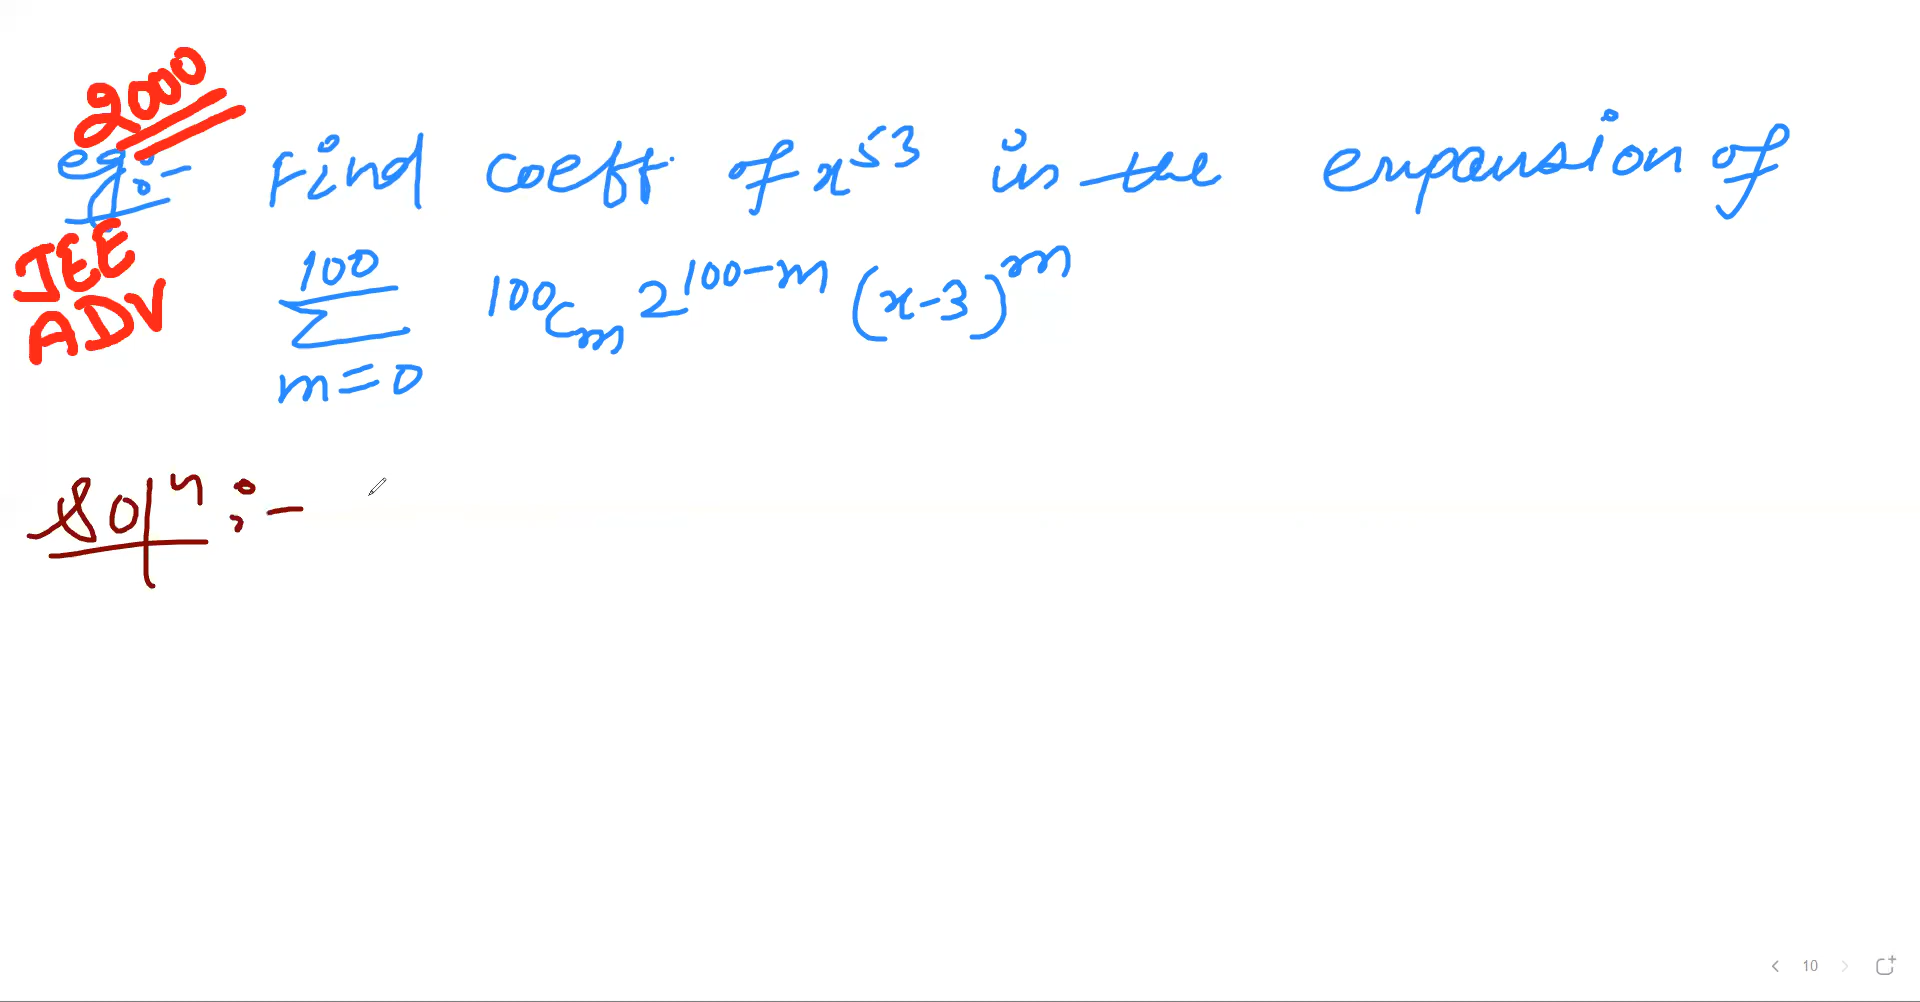 2000
eg:- Find coeff. of x^53 in the expansion of
JEE
ADV
100
∑ 100Cm 2^100-m (x-3)^m
m=0
Solⁿ :-
10